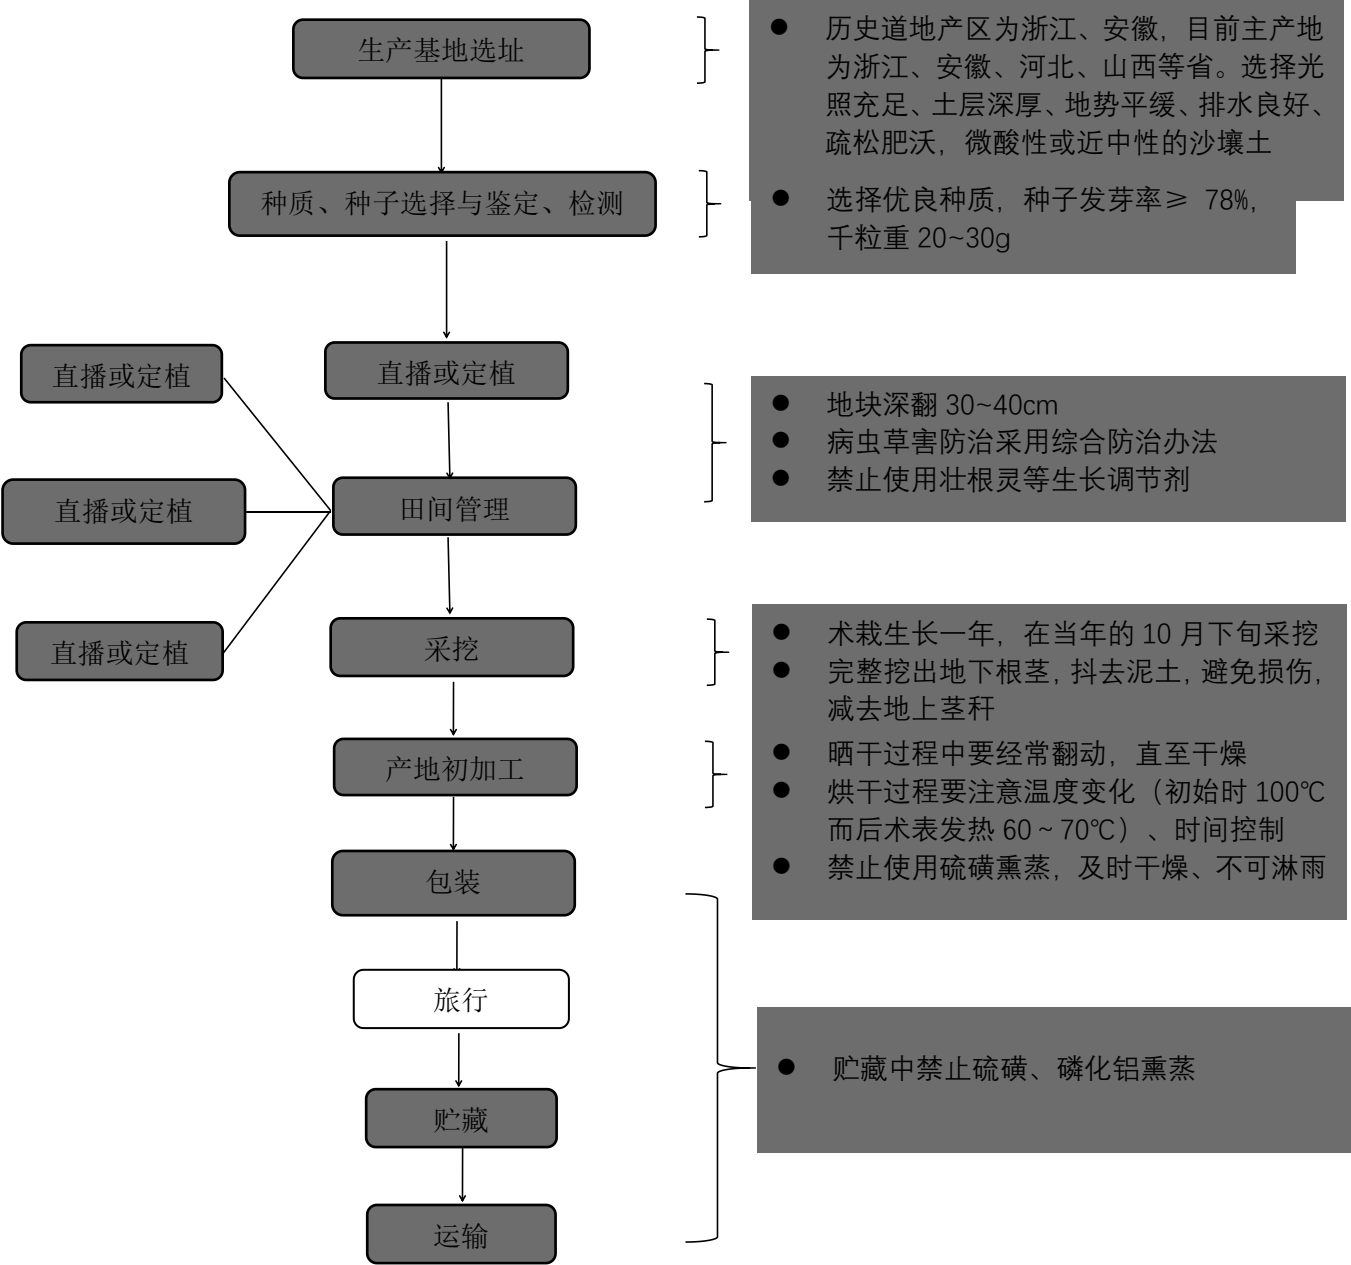 生产基地选址
● 历史道地产区为浙江、安徽，目前主产地
为浙江、安徽、河北、山西等省。选择光
照充足、土层深厚、地势平缓、排水良好、
疏松肥沃，微酸性或近中性的沙壤土
种质、种子选择与鉴定、检测
● 选择优良种质，种子发芽率≥ 78%，
千粒重 20~30g
直播或定植
直播或定植
● 地块深翻 30~40cm
● 病虫草害防治采用综合防治办法
● 禁止使用壮根灵等生长调节剂
直播或定植
田间管理
直播或定植
采挖
● 术栽生长一年，在当年的 10 月下旬采挖
● 完整挖出地下根茎，抖去泥土，避免损伤，
减去地上茎秆
产地初加工
● 晒干过程中要经常翻动，直至干燥
● 烘干过程要注意温度变化（初始时 100℃
而后术表发热 60～70℃）、时间控制
● 禁止使用硫磺熏蒸，及时干燥、不可淋雨
包装
旅行
● 贮藏中禁止硫磺、磷化铝熏蒸
贮藏
运输